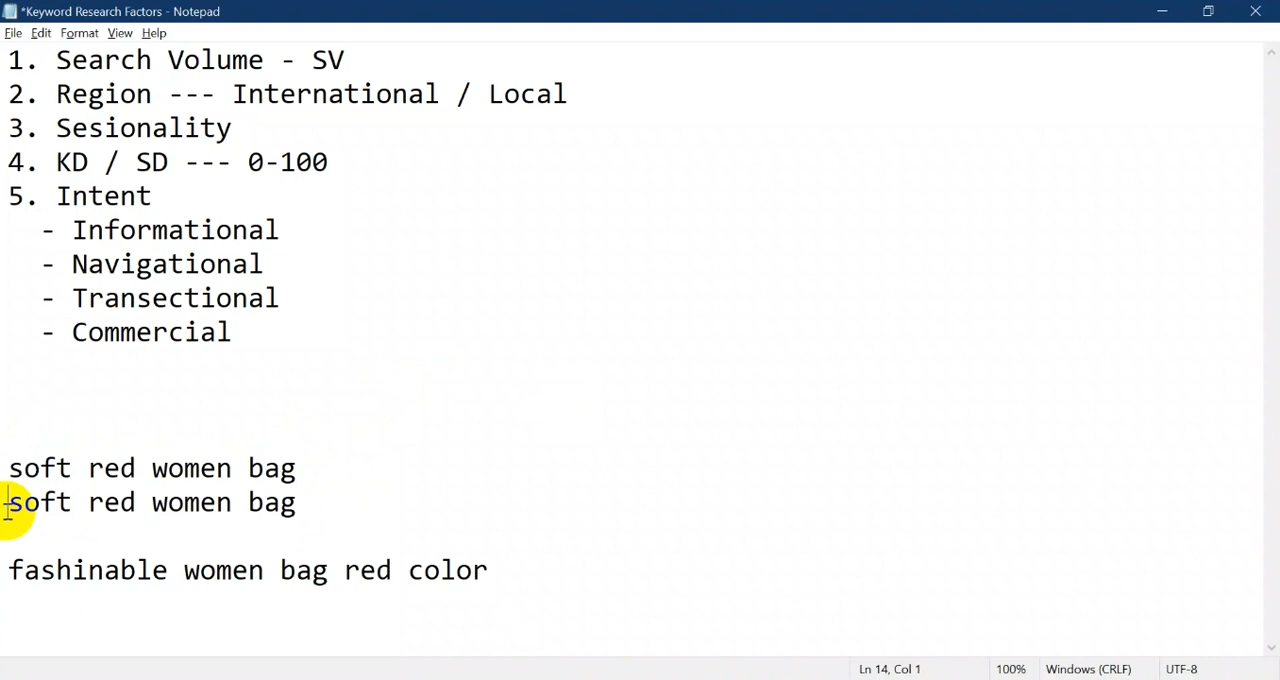 *Keyword Research Factors - Notepad
File Edit Format View Help
1. Search Volume - SV
2. Region --- International / Local
3. Sesionality
4. KD / SD --- 0-100
5. Intent
- Informational
- Navigational
- Transectional
- Commercial
soft red women bag
soft red women bag
fashinable women bag red color
Ln 14, Col 1 100% Windows (CRLF) UTF-8